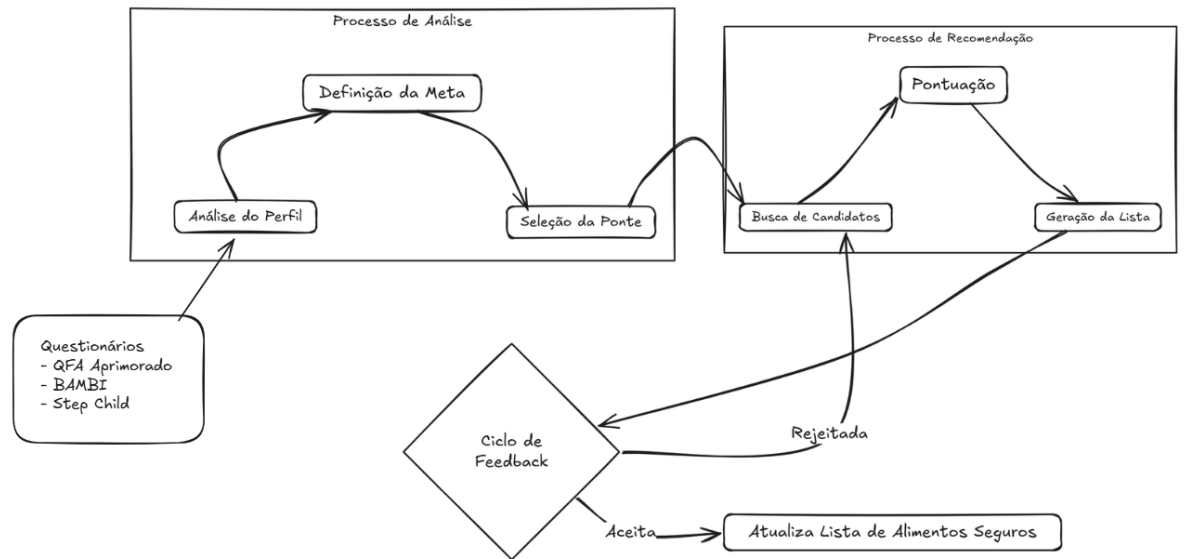 Processo de Análise
Processo de Recomendação
Definição da Meta
Pontuação
Análise do Perfil
Seleção da Ponte
Busca de Candidatos
Geração da Lista
Questionários
- QFA Aprimorado
- BAMBI
- Step Child
Ciclo de
Feedback
Rejeitada
Aceita
Atualiza Lista de Alimentos Seguros